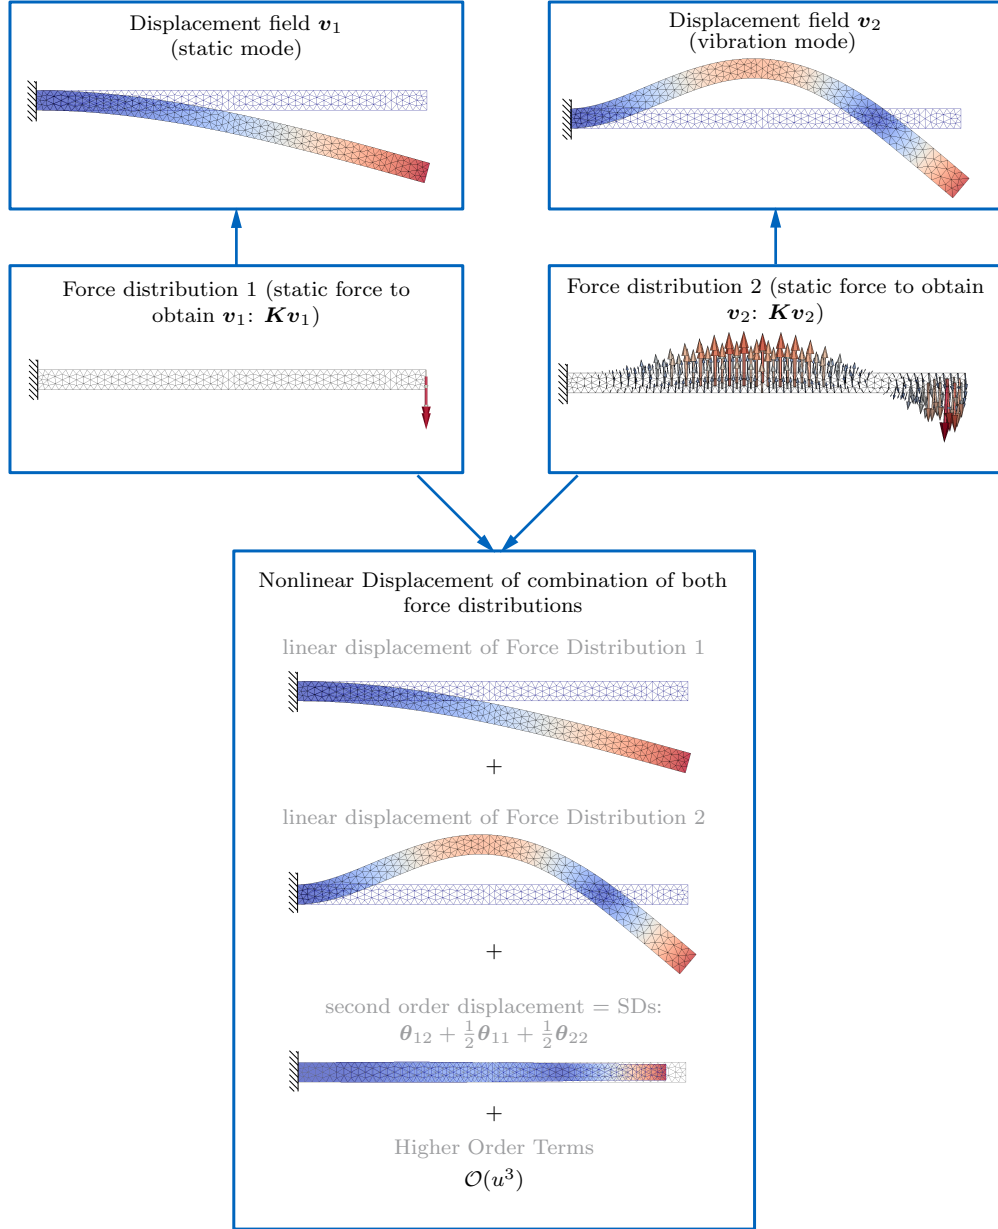 Displacement field v₁
(static mode)
Displacement field v₂
(vibration mode)
Force distribution 1 (static force to
obtain v₁: Kv₁)
Force distribution 2 (static force to obtain
v₂: Kv₂)
Nonlinear Displacement of combination of both
force distributions
linear displacement of Force Distribution 1
+
linear displacement of Force Distribution 2
+
second order displacement = SDs:
θ₁₂ + ½θ₁₁ + ½θ₂₂
+
Higher Order Terms
𝒪(u³)